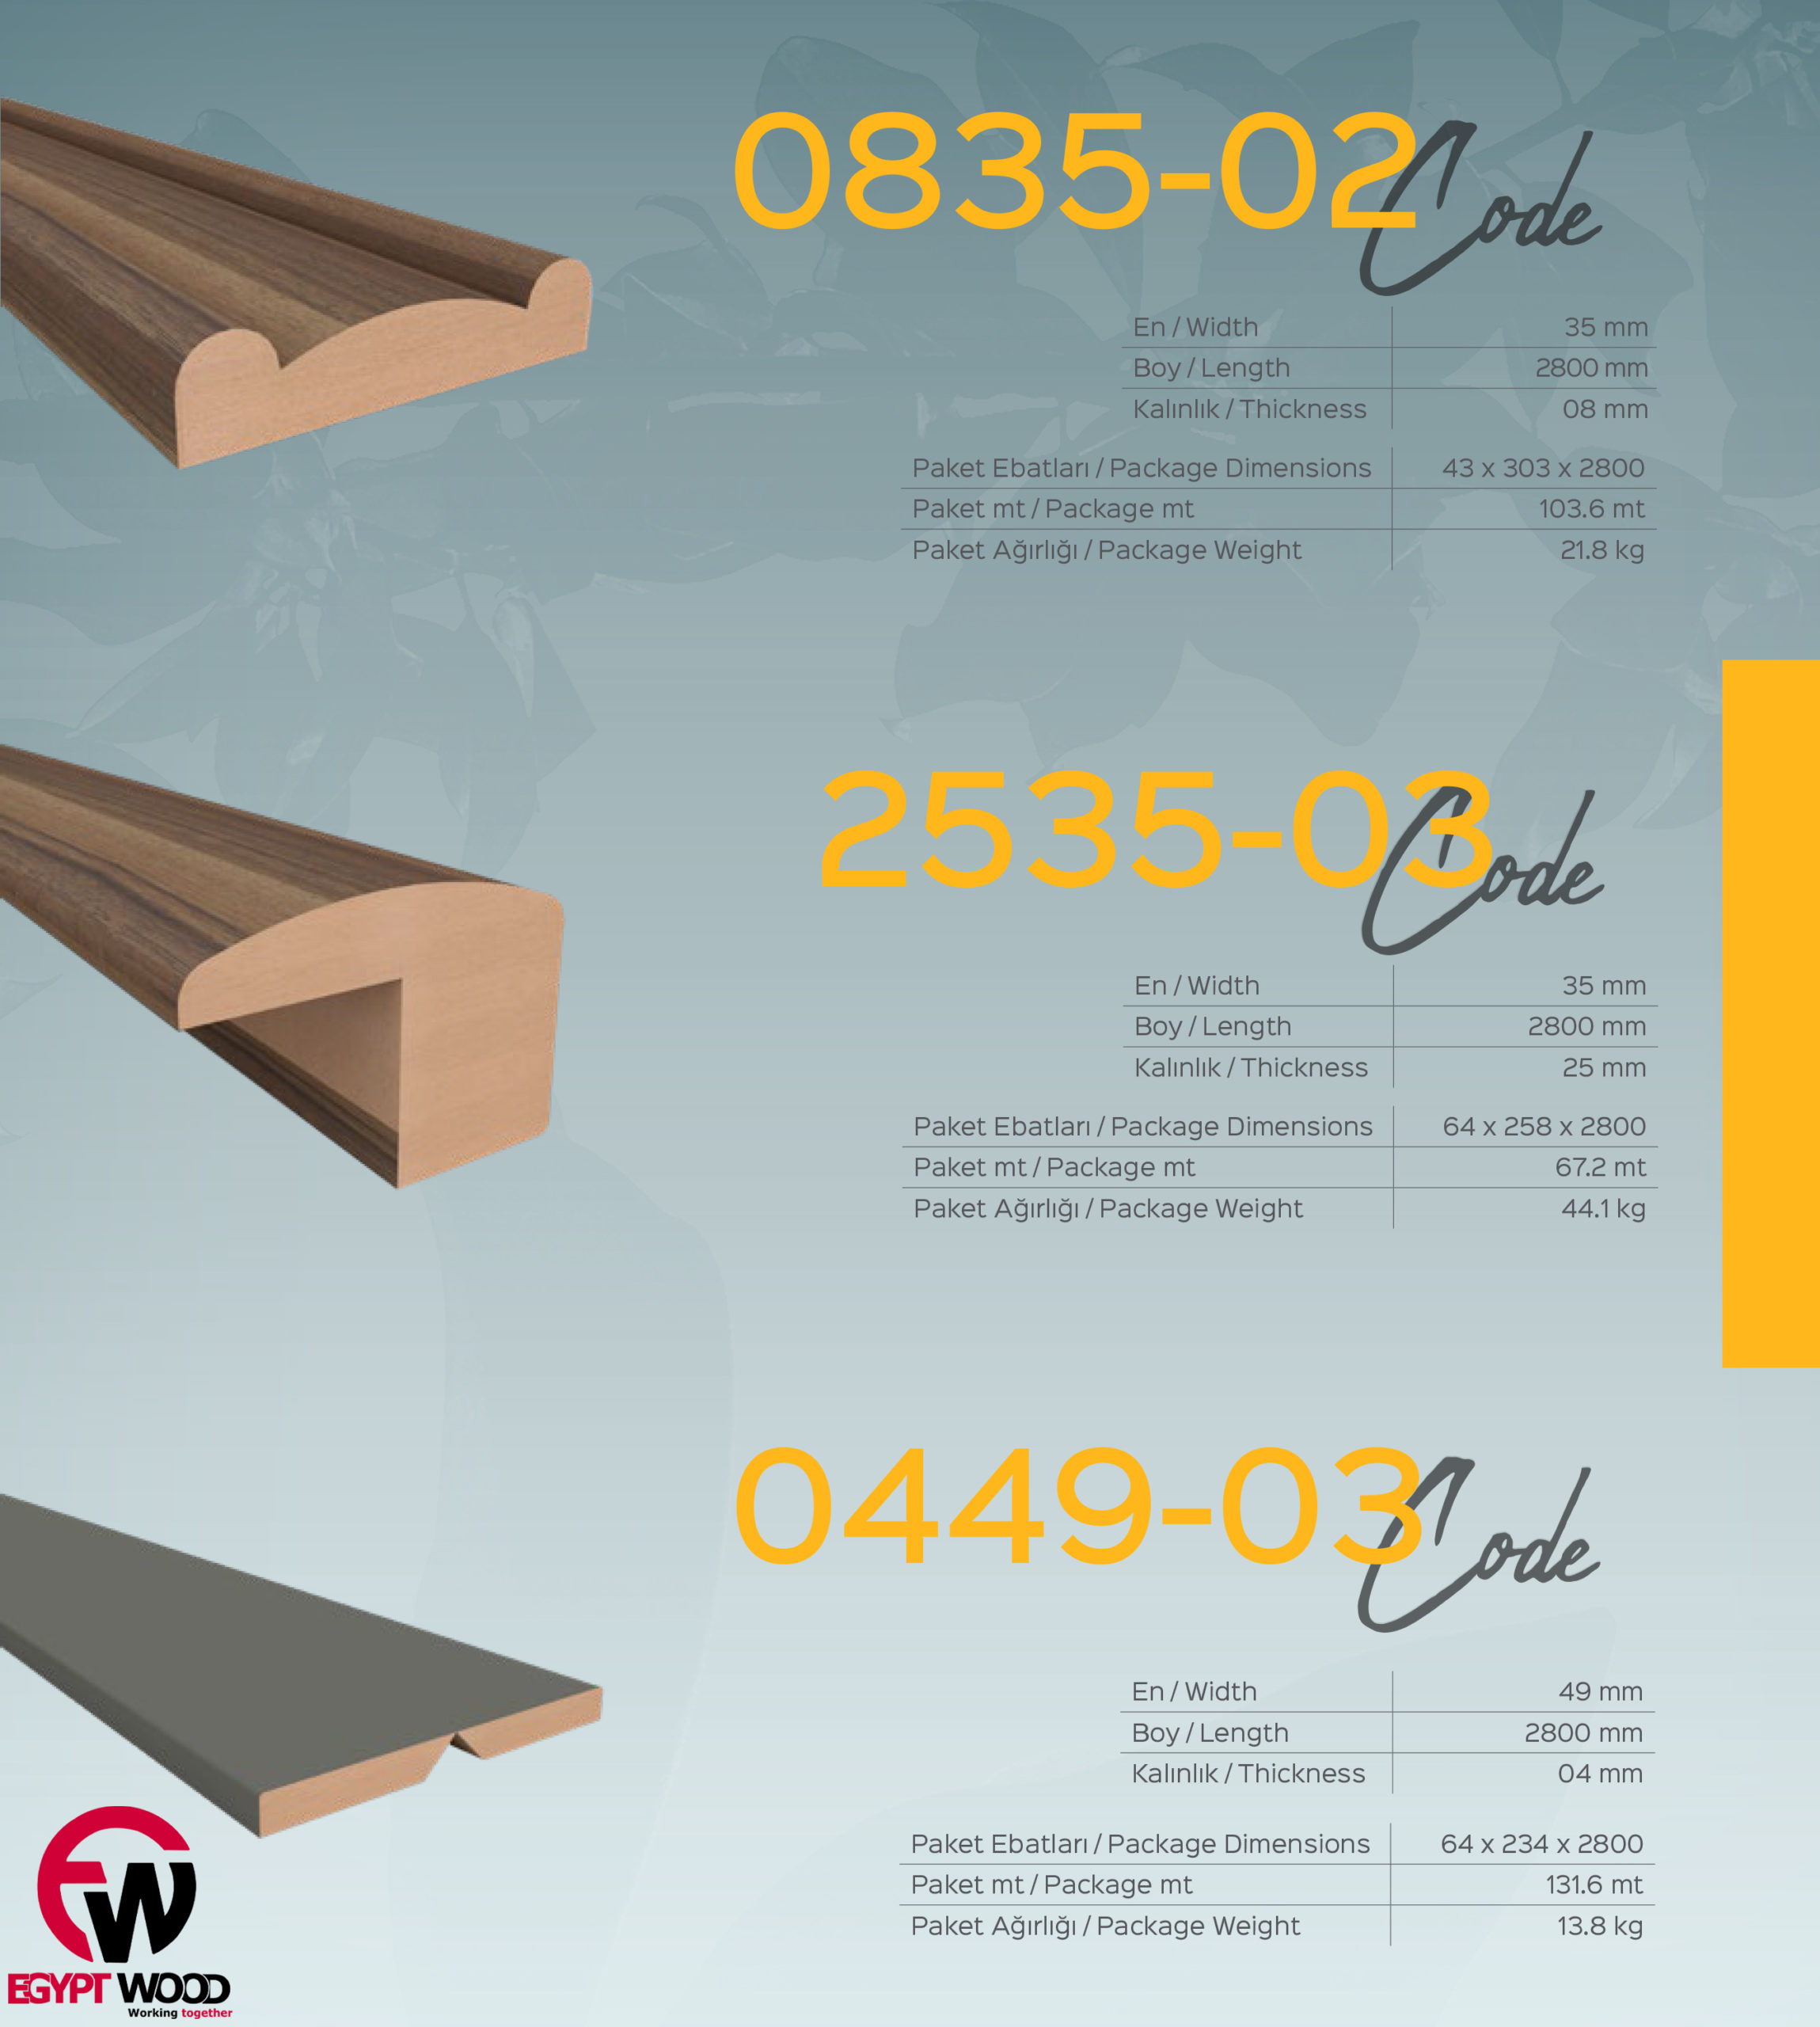 0835-02 Code
En / Width 35 mm
Boy / Length 2800 mm
Kalınlık / Thickness 08 mm
Paket Ebatları / Package Dimensions 43 x 303 x 2800
Paket mt / Package mt 103.6 mt
Paket Ağırlığı / Package Weight 21.8 kg
2535-03 Code
En / Width 35 mm
Boy / Length 2800 mm
Kalınlık / Thickness 25 mm
Paket Ebatları / Package Dimensions 64 x 258 x 2800
Paket mt / Package mt 67.2 mt
Paket Ağırlığı / Package Weight 44.1 kg
0449-03 Code
En / Width 49 mm
Boy / Length 2800 mm
Kalınlık / Thickness 04 mm
Paket Ebatları / Package Dimensions 64 x 234 x 2800
Paket mt / Package mt 131.6 mt
Paket Ağırlığı / Package Weight 13.8 kg
EW
EGYPT WOOD
Working together